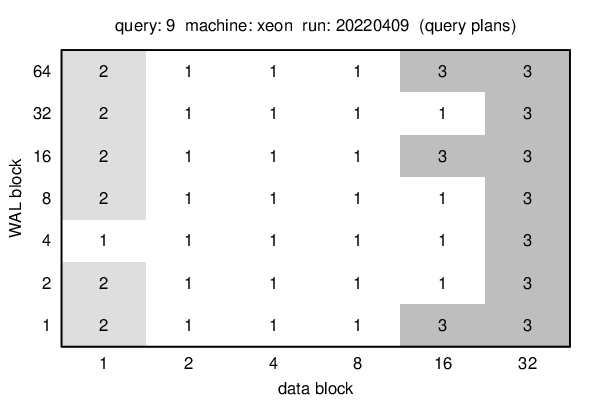 query: 9 machine: xeon run: 20220409 (query plans)
64 2 1 1 1 3 3
32 2 1 1 1 1 3
16 2 1 1 1 3 3
8 2 1 1 1 1 3
4 1 1 1 1 1 3
2 2 1 1 1 1 3
1 2 1 1 1 3 3
1 2 4 8 16 32
WAL block
data block